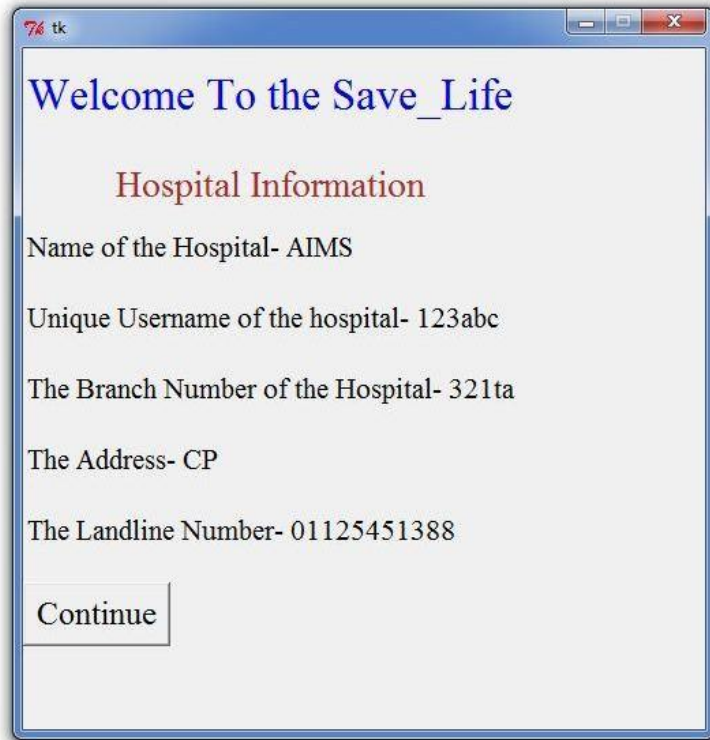 tk
Welcome To the Save_Life
Hospital Information
Name of the Hospital- AIMS
Unique Username of the hospital- 123abc
The Branch Number of the Hospital- 321ta
The Address- CP
The Landline Number- 01125451388
Continue